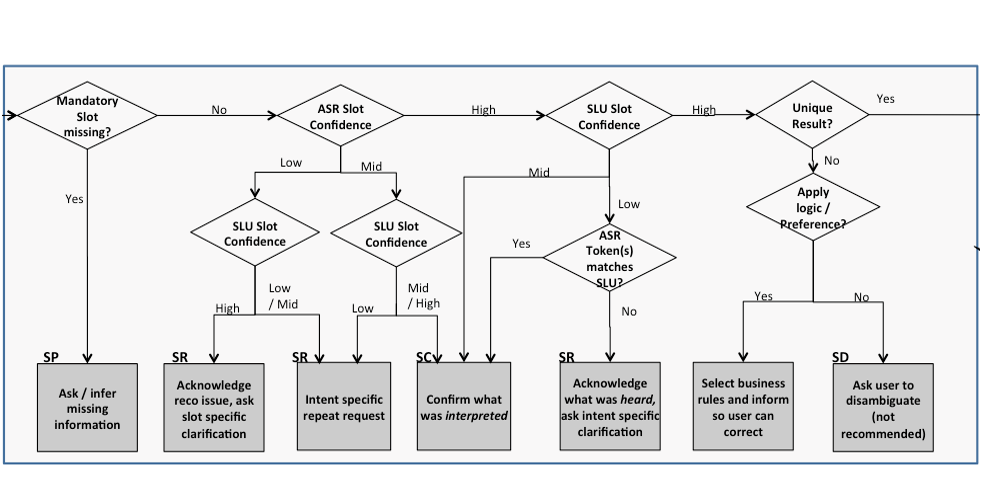 Mandatory
Slot
missing?
No
ASR Slot
Confidence
High
SLU Slot
Confidence
High
Unique
Result?
Yes
Low
Mid
Mid
No
Yes
Low
Apply
logic /
Preference?
SLU Slot
Confidence
SLU Slot
Confidence
Yes
ASR
Token(s)
matches
SLU?
High
Low
/ Mid
Low
Mid
/ High
No
Yes
No
SP
Ask / infer
missing
information
SR
Acknowledge
reco issue, ask
slot specific
clarification
SR
Intent specific
repeat request
SC
Confirm what
was interpreted
SR
Acknowledge
what was heard,
ask intent specific
clarification
Select business
rules and inform
so user can
correct
SD
Ask user to
disambiguate
(not
recommended)